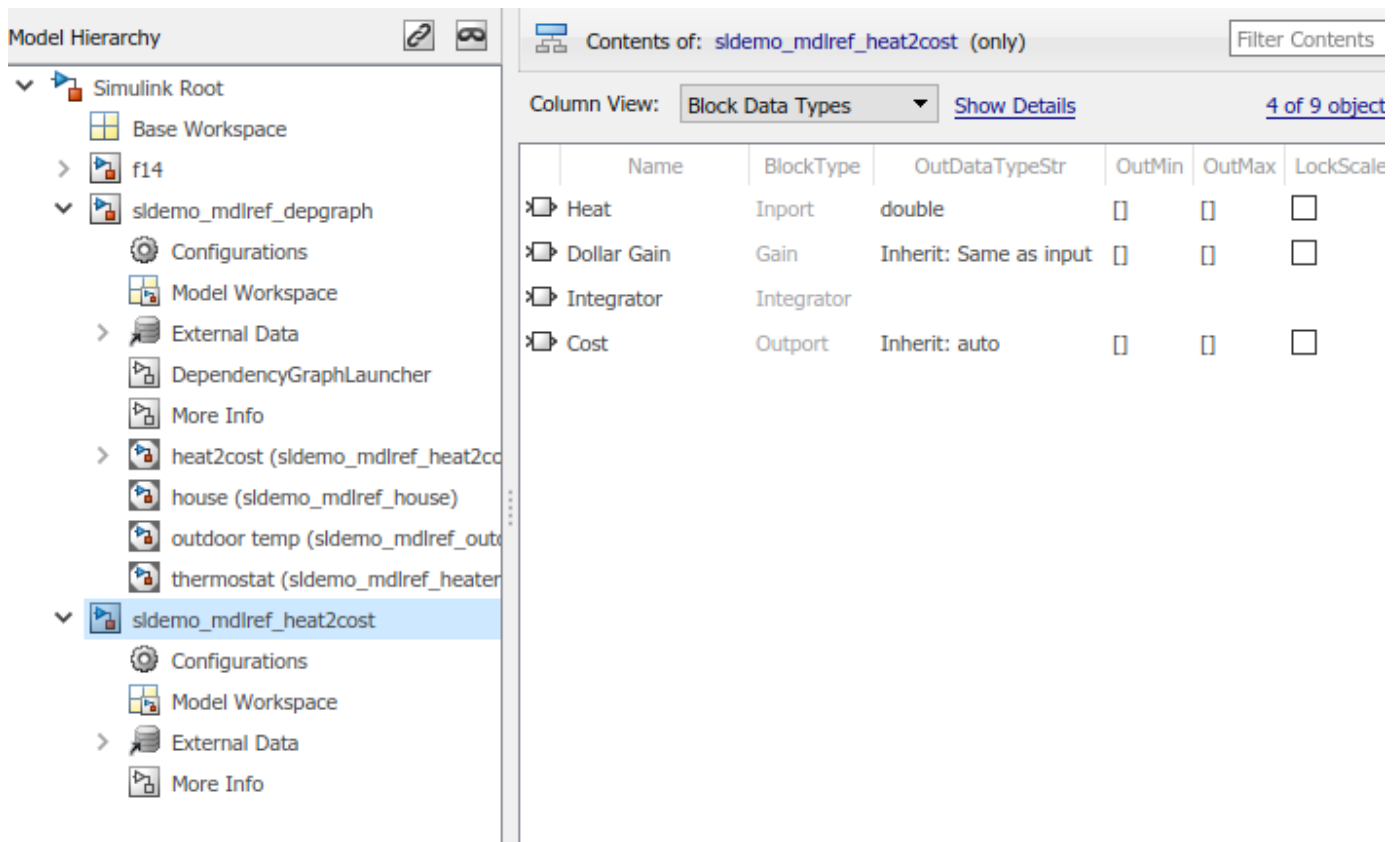 Model Hierarchy
Simulink Root
Base Workspace
f14
sldemo_mdlref_depgraph
Configurations
Model Workspace
External Data
DependencyGraphLauncher
More Info
heat2cost (sldemo_mdlref_heat2co
house (sldemo_mdlref_house)
outdoor temp (sldemo_mdlref_outd
thermostat (sldemo_mdlref_heater
sldemo_mdlref_heat2cost
Configurations
Model Workspace
External Data
More Info
Contents of: sldemo_mdlref_heat2cost (only) Filter Contents
Column View: Block Data Types Show Details 4 of 9 object
Name BlockType OutDataTypeStr OutMin OutMax LockScale
Heat Inport double [] []
Dollar Gain Gain Inherit: Same as input [] []
Integrator Integrator
Cost Outport Inherit: auto [] []